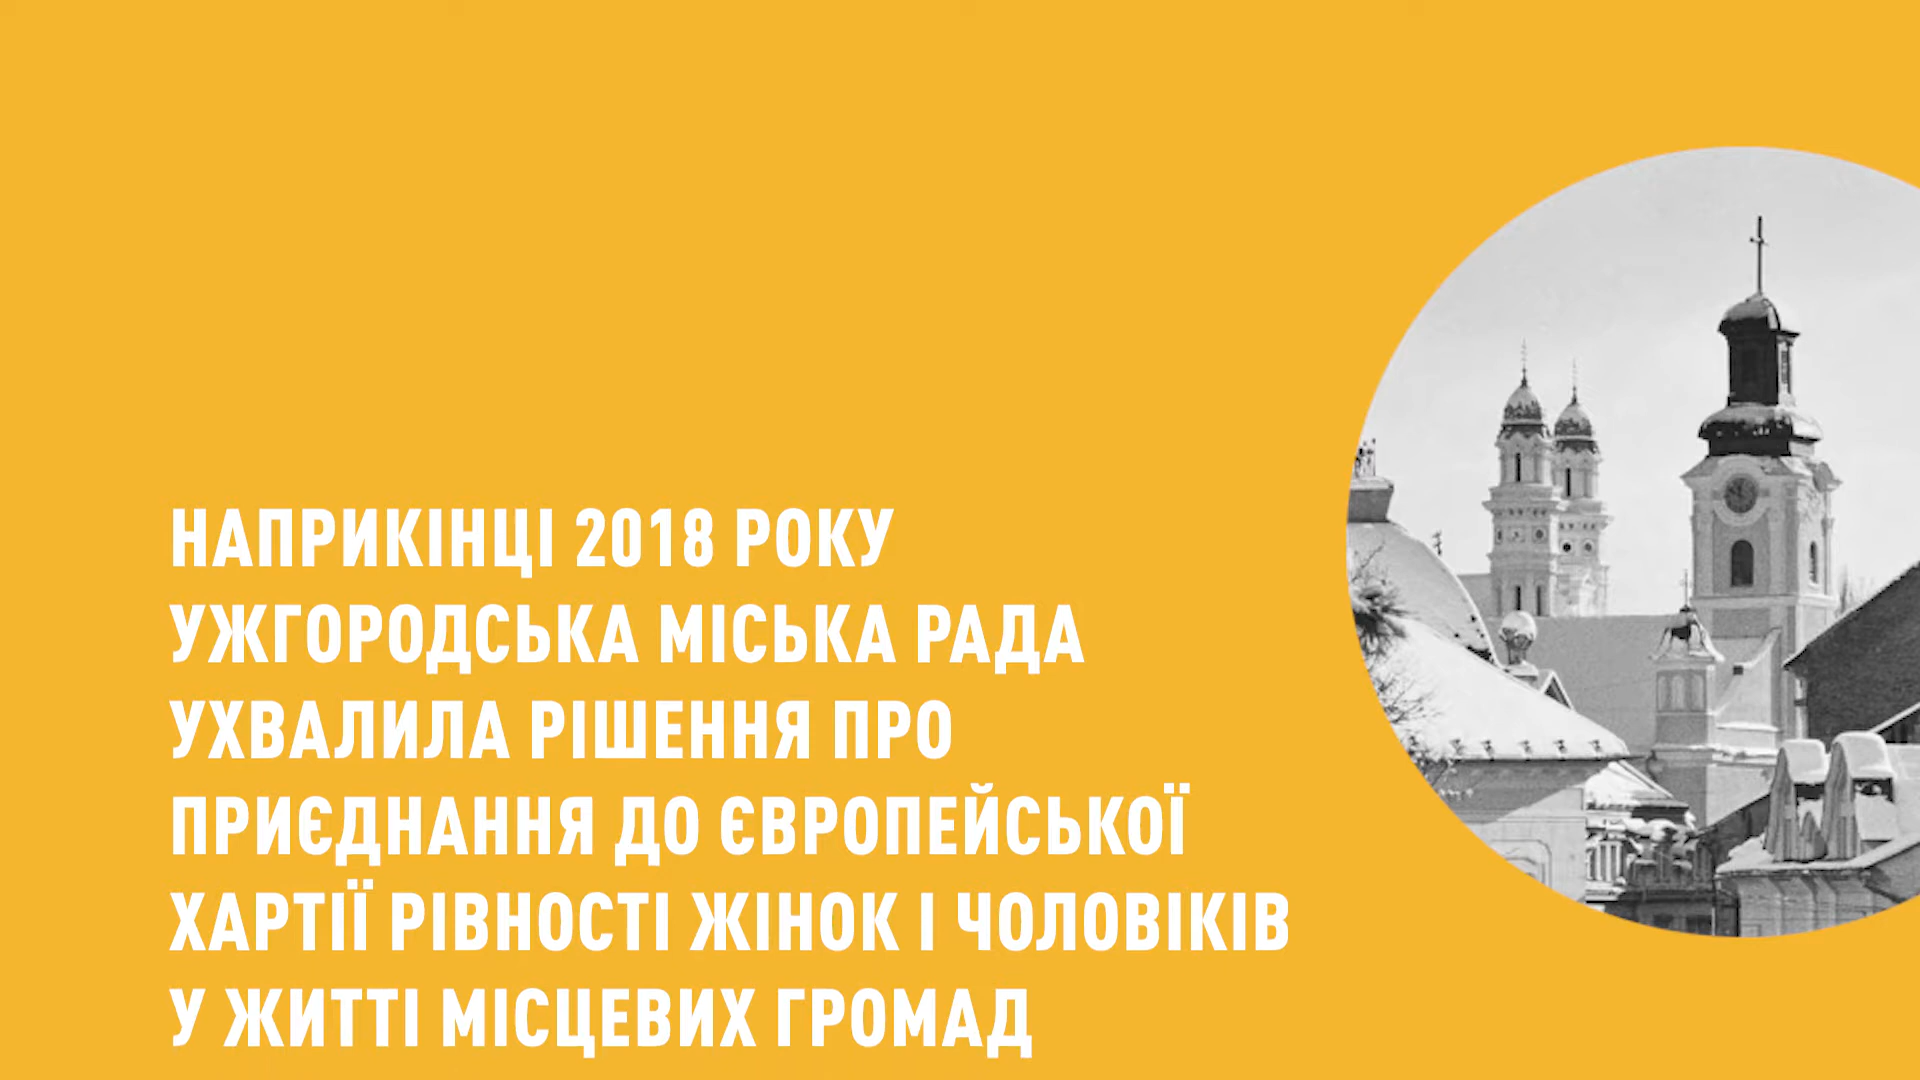 НАПРИКІНЦІ 2018 РОКУ
УЖГОРОДСЬКА МІСЬКА РАДА
УХВАЛИЛА РІШЕННЯ ПРО
ПРИЄДНАННЯ ДО ЄВРОПЕЙСЬКОЇ
ХАРТІЇ РІВНОСТІ ЖІНОК І ЧОЛОВІКІВ
У ЖИТТІ МІСЦЕВИХ ГРОМАД